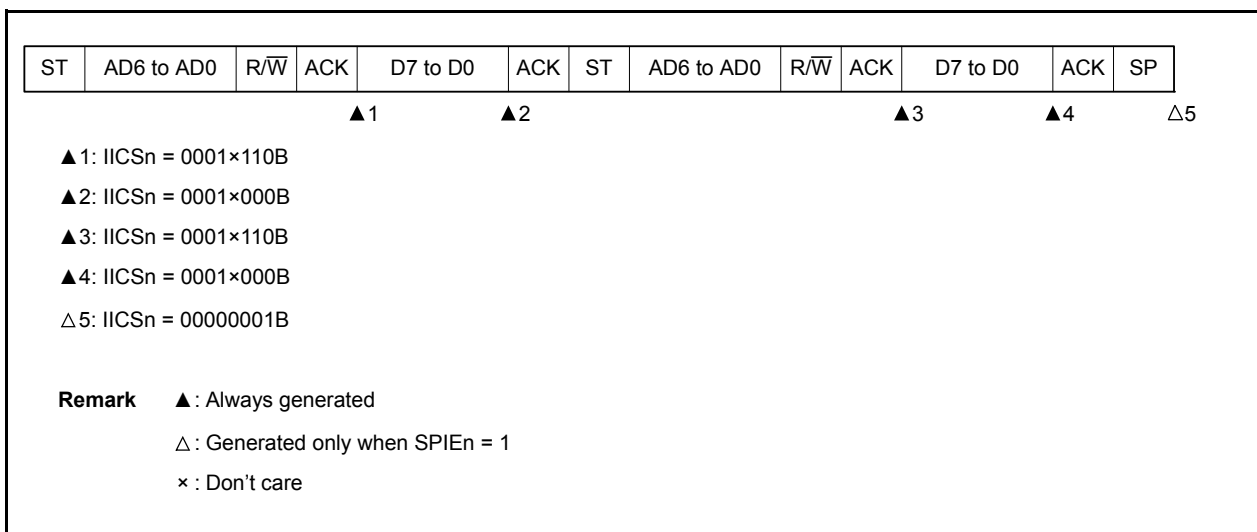 ST AD6 to AD0 R/W̅ ACK D7 to D0 ACK ST AD6 to AD0 R/W̅ ACK D7 to D0 ACK SP
▲1 ▲2 ▲3 ▲4 △5
▲1: IICSn = 0001×110B
▲2: IICSn = 0001×000B
▲3: IICSn = 0001×110B
▲4: IICSn = 0001×000B
△5: IICSn = 00000001B
Remark ▲: Always generated
△: Generated only when SPIEn = 1
× : Don't care